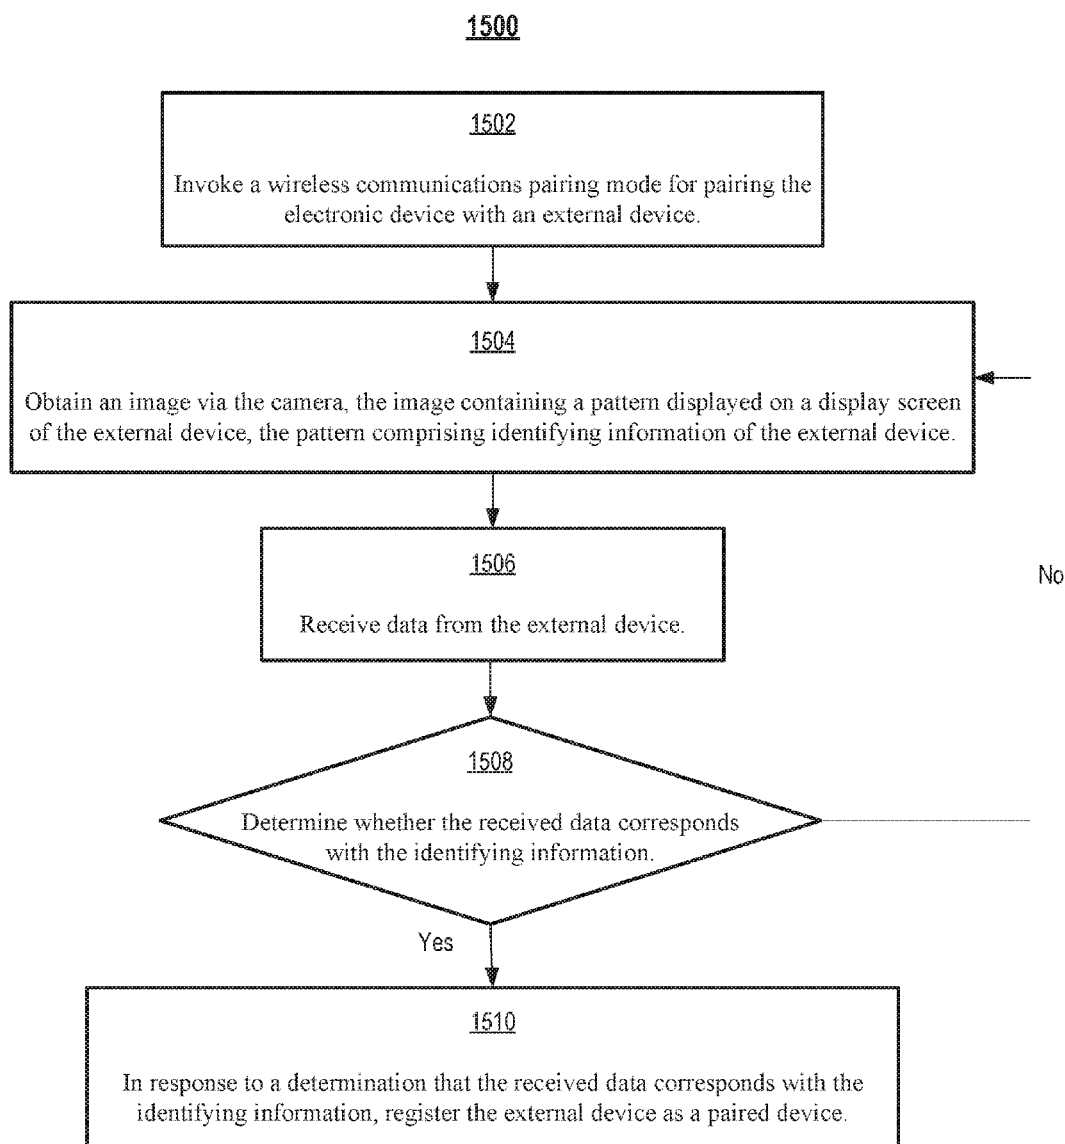 1500
1502
Invoke a wireless communications pairing mode for pairing the
electronic device with an external device.
1504
Obtain an image via the camera, the image containing a pattern displayed on a display screen
of the external device, the pattern comprising identifying information of the external device.
1506
Receive data from the external device.
No
1508
Determine whether the received data corresponds
with the identifying information.
Yes
1510
In response to a determination that the received data corresponds with the
identifying information, register the external device as a paired device.